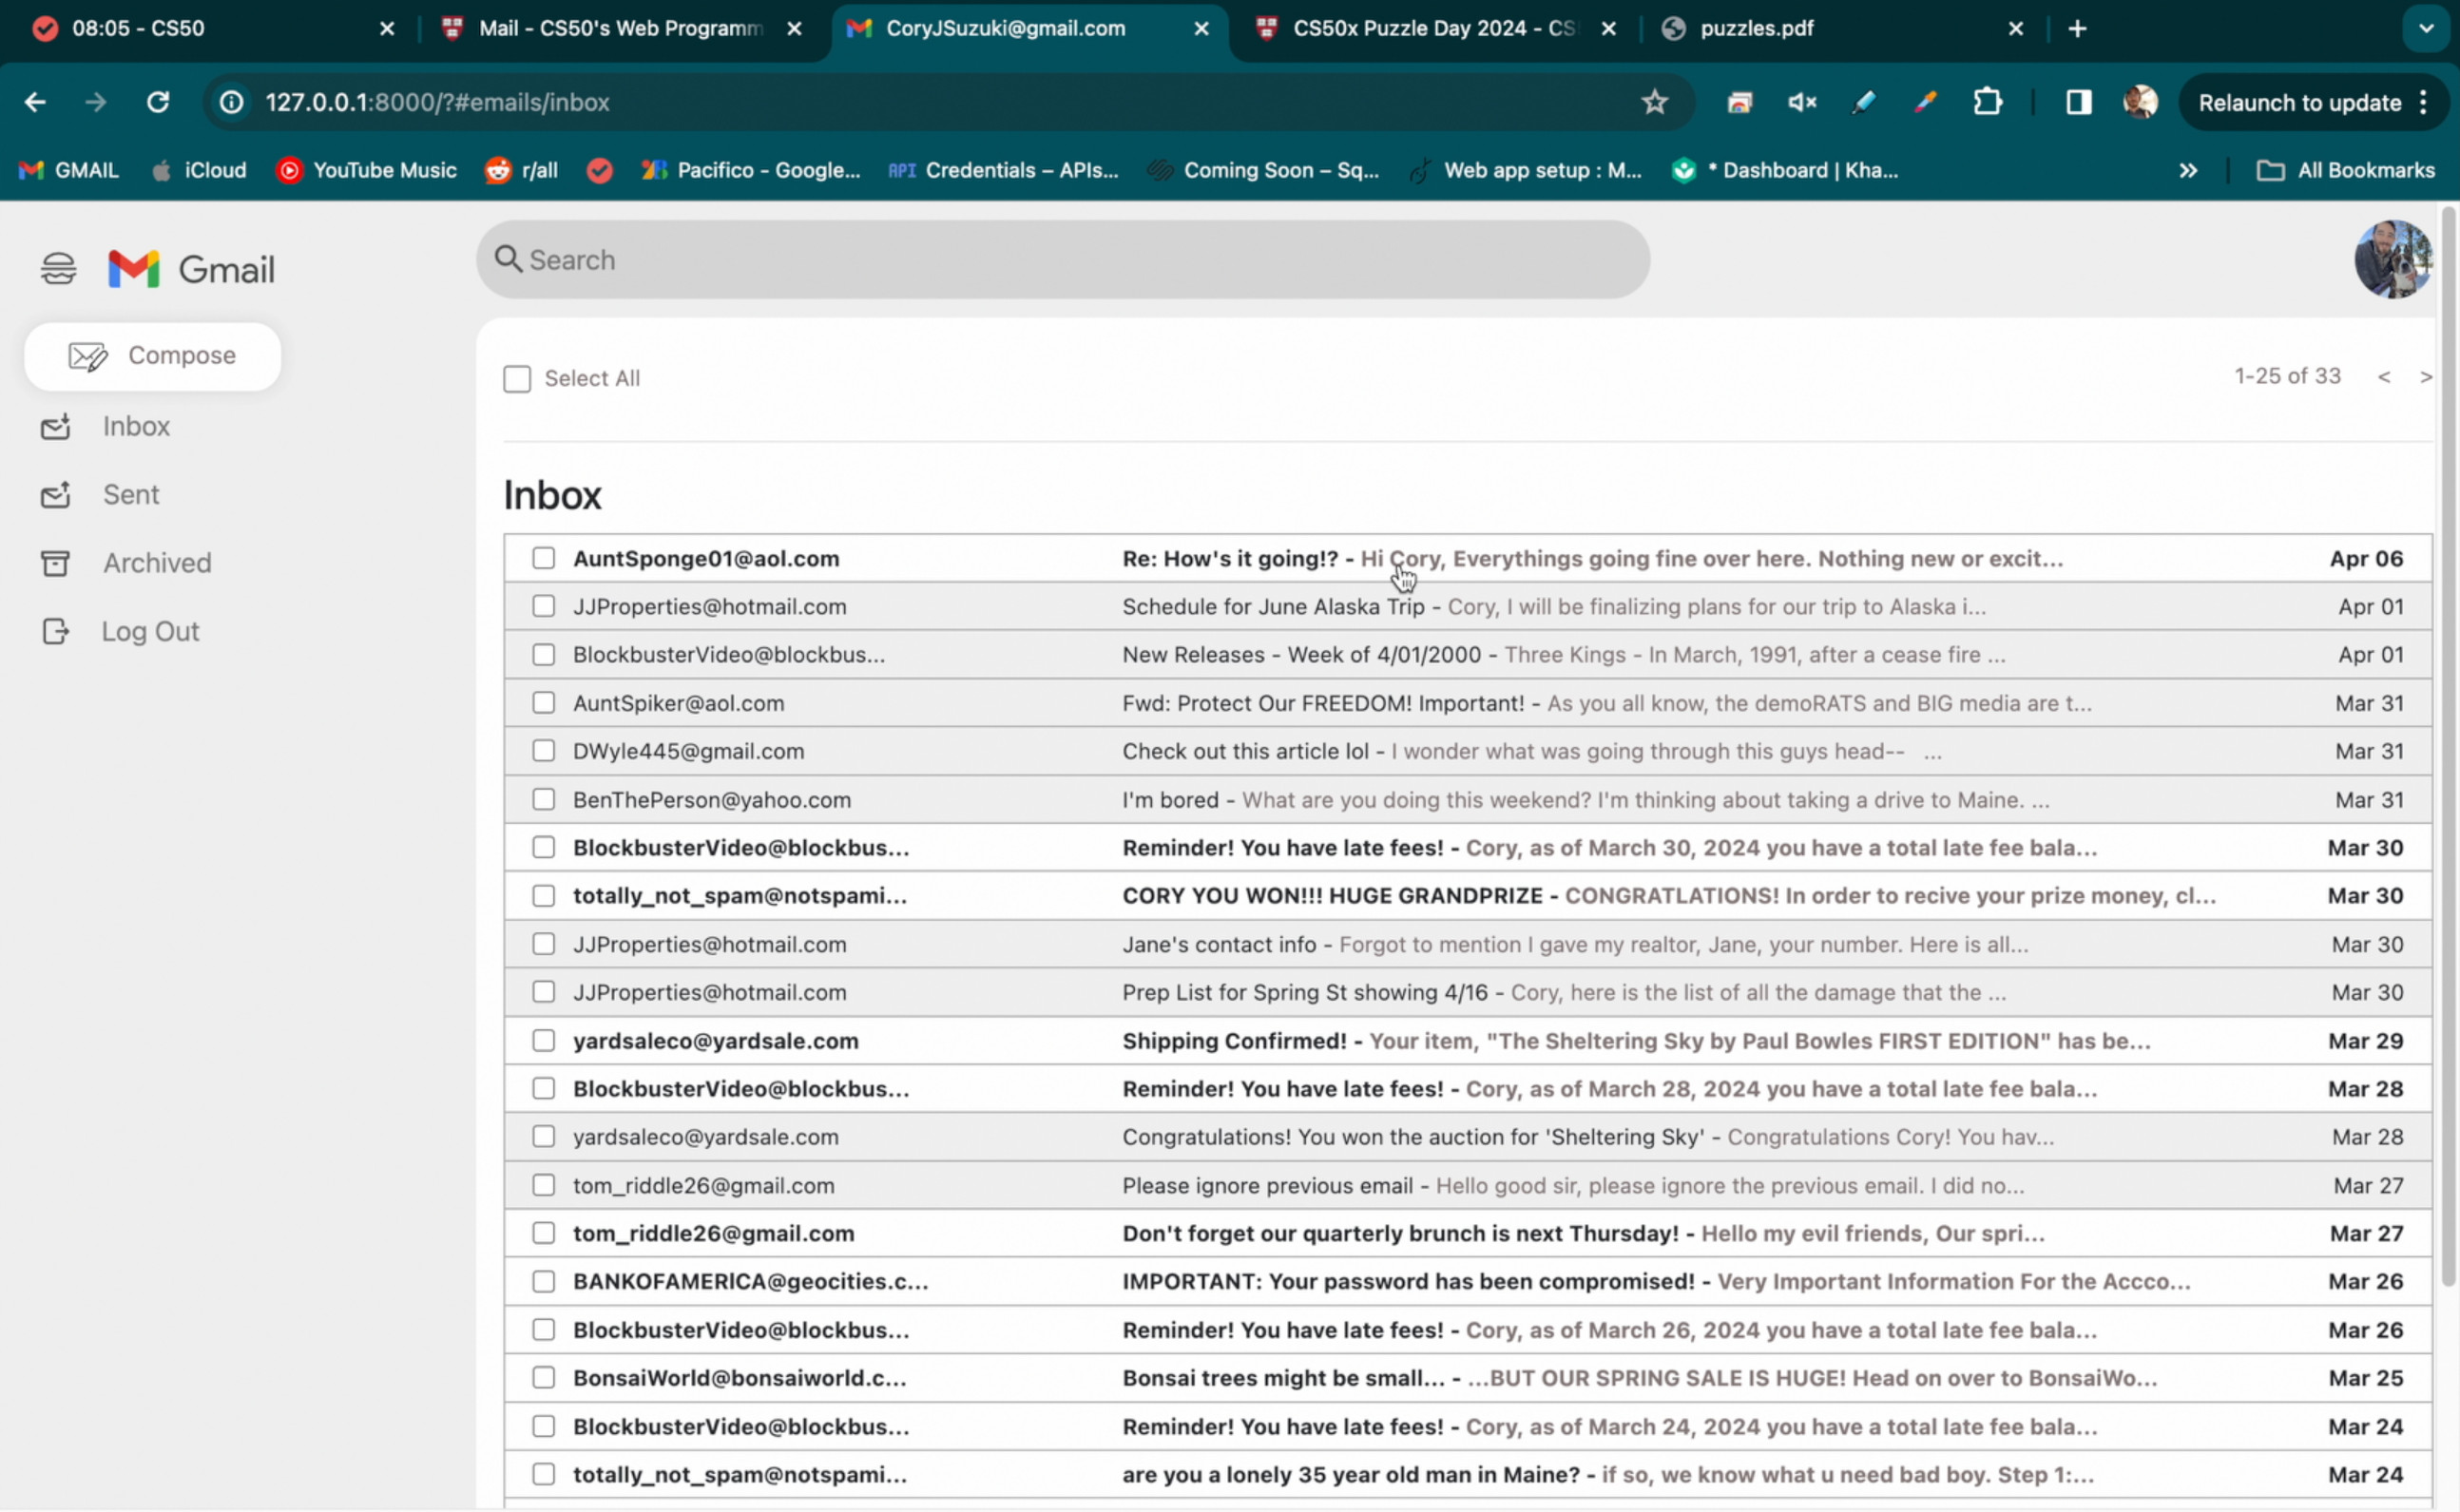 08:05 - CS50
Mail - CS50's Web Programm
CoryJSuzuki@gmail.com
CS50x Puzzle Day 2024 - CS
puzzles.pdf
127.0.0.1:8000/?#emails/inbox
Relaunch to update
GMAIL
iCloud
YouTube Music
r/all
Pacifico - Google...
API Credentials – APIs...
Coming Soon – Sq...
Web app setup : M...
* Dashboard | Kha...
All Bookmarks
Gmail
Search
Compose
Inbox
Sent
Archived
Log Out
Select All
1-25 of 33 < >
Inbox
AuntSponge01@aol.com Re: How's it going!? - Hi Cory, Everythings going fine over here. Nothing new or excit... Apr 06
JJProperties@hotmail.com Schedule for June Alaska Trip - Cory, I will be finalizing plans for our trip to Alaska i... Apr 01
BlockbusterVideo@blockbus... New Releases - Week of 4/01/2000 - Three Kings - In March, 1991, after a cease fire ... Apr 01
AuntSpiker@aol.com Fwd: Protect Our FREEDOM! Important! - As you all know, the demoRATS and BIG media are t... Mar 31
DWyle445@gmail.com Check out this article lol - I wonder what was going through this guys head-- ... Mar 31
BenThePerson@yahoo.com I'm bored - What are you doing this weekend? I'm thinking about taking a drive to Maine. ... Mar 31
BlockbusterVideo@blockbus... Reminder! You have late fees! - Cory, as of March 30, 2024 you have a total late fee bala... Mar 30
totally_not_spam@notspami... CORY YOU WON!!! HUGE GRANDPRIZE - CONGRATLATIONS! In order to recive your prize money, cl... Mar 30
JJProperties@hotmail.com Jane's contact info - Forgot to mention I gave my realtor, Jane, your number. Here is all... Mar 30
JJProperties@hotmail.com Prep List for Spring St showing 4/16 - Cory, here is the list of all the damage that the ... Mar 30
yardsaleco@yardsale.com Shipping Confirmed! - Your item, "The Sheltering Sky by Paul Bowles FIRST EDITION" has be... Mar 29
BlockbusterVideo@blockbus... Reminder! You have late fees! - Cory, as of March 28, 2024 you have a total late fee bala... Mar 28
yardsaleco@yardsale.com Congratulations! You won the auction for 'Sheltering Sky' - Congratulations Cory! You hav... Mar 28
tom_riddle26@gmail.com Please ignore previous email - Hello good sir, please ignore the previous email. I did no... Mar 27
tom_riddle26@gmail.com Don't forget our quarterly brunch is next Thursday! - Hello my evil friends, Our spri... Mar 27
BANKOFAMERICA@geocities.c... IMPORTANT: Your password has been compromised! - Very Important Information For the Accco... Mar 26
BlockbusterVideo@blockbus... Reminder! You have late fees! - Cory, as of March 26, 2024 you have a total late fee bala... Mar 26
BonsaiWorld@bonsaiworld.c... Bonsai trees might be small... - ...BUT OUR SPRING SALE IS HUGE! Head on over to BonsaiWo... Mar 25
BlockbusterVideo@blockbus... Reminder! You have late fees! - Cory, as of March 24, 2024 you have a total late fee bala... Mar 24
totally_not_spam@notspami... are you a lonely 35 year old man in Maine? - if so, we know what u need bad boy. Step 1:... Mar 24